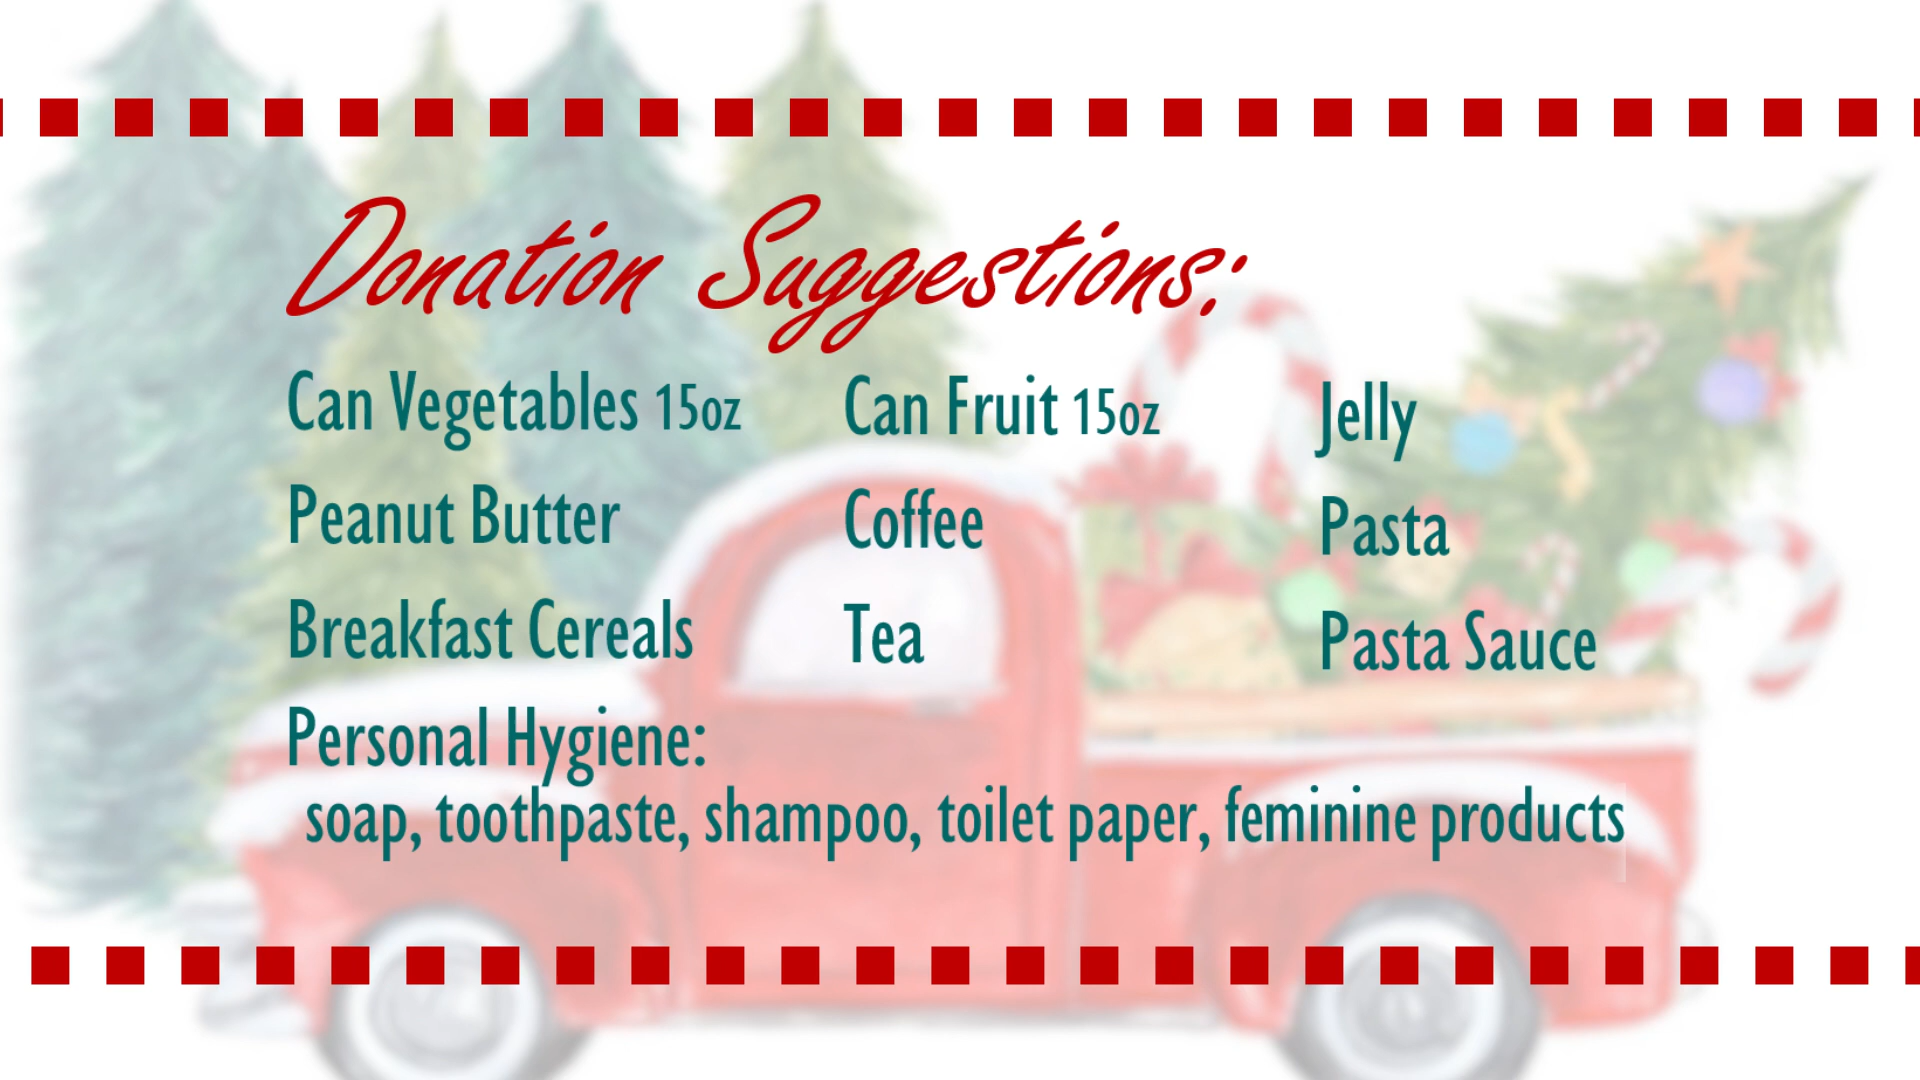 Donation Suggestions:
Can Vegetables 15oz Can Fruit 15oz Jelly
Peanut Butter Coffee Pasta
Breakfast Cereals Tea Pasta Sauce
Personal Hygiene:
soap, toothpaste, shampoo, toilet paper, feminine products